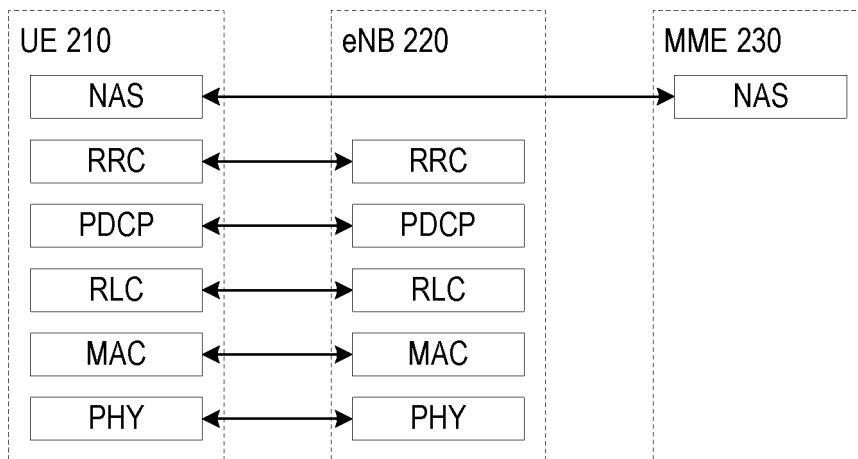 UE 210 eNB 220 MME 230
NAS NAS
RRC RRC
PDCP PDCP
RLC RLC
MAC MAC
PHY PHY